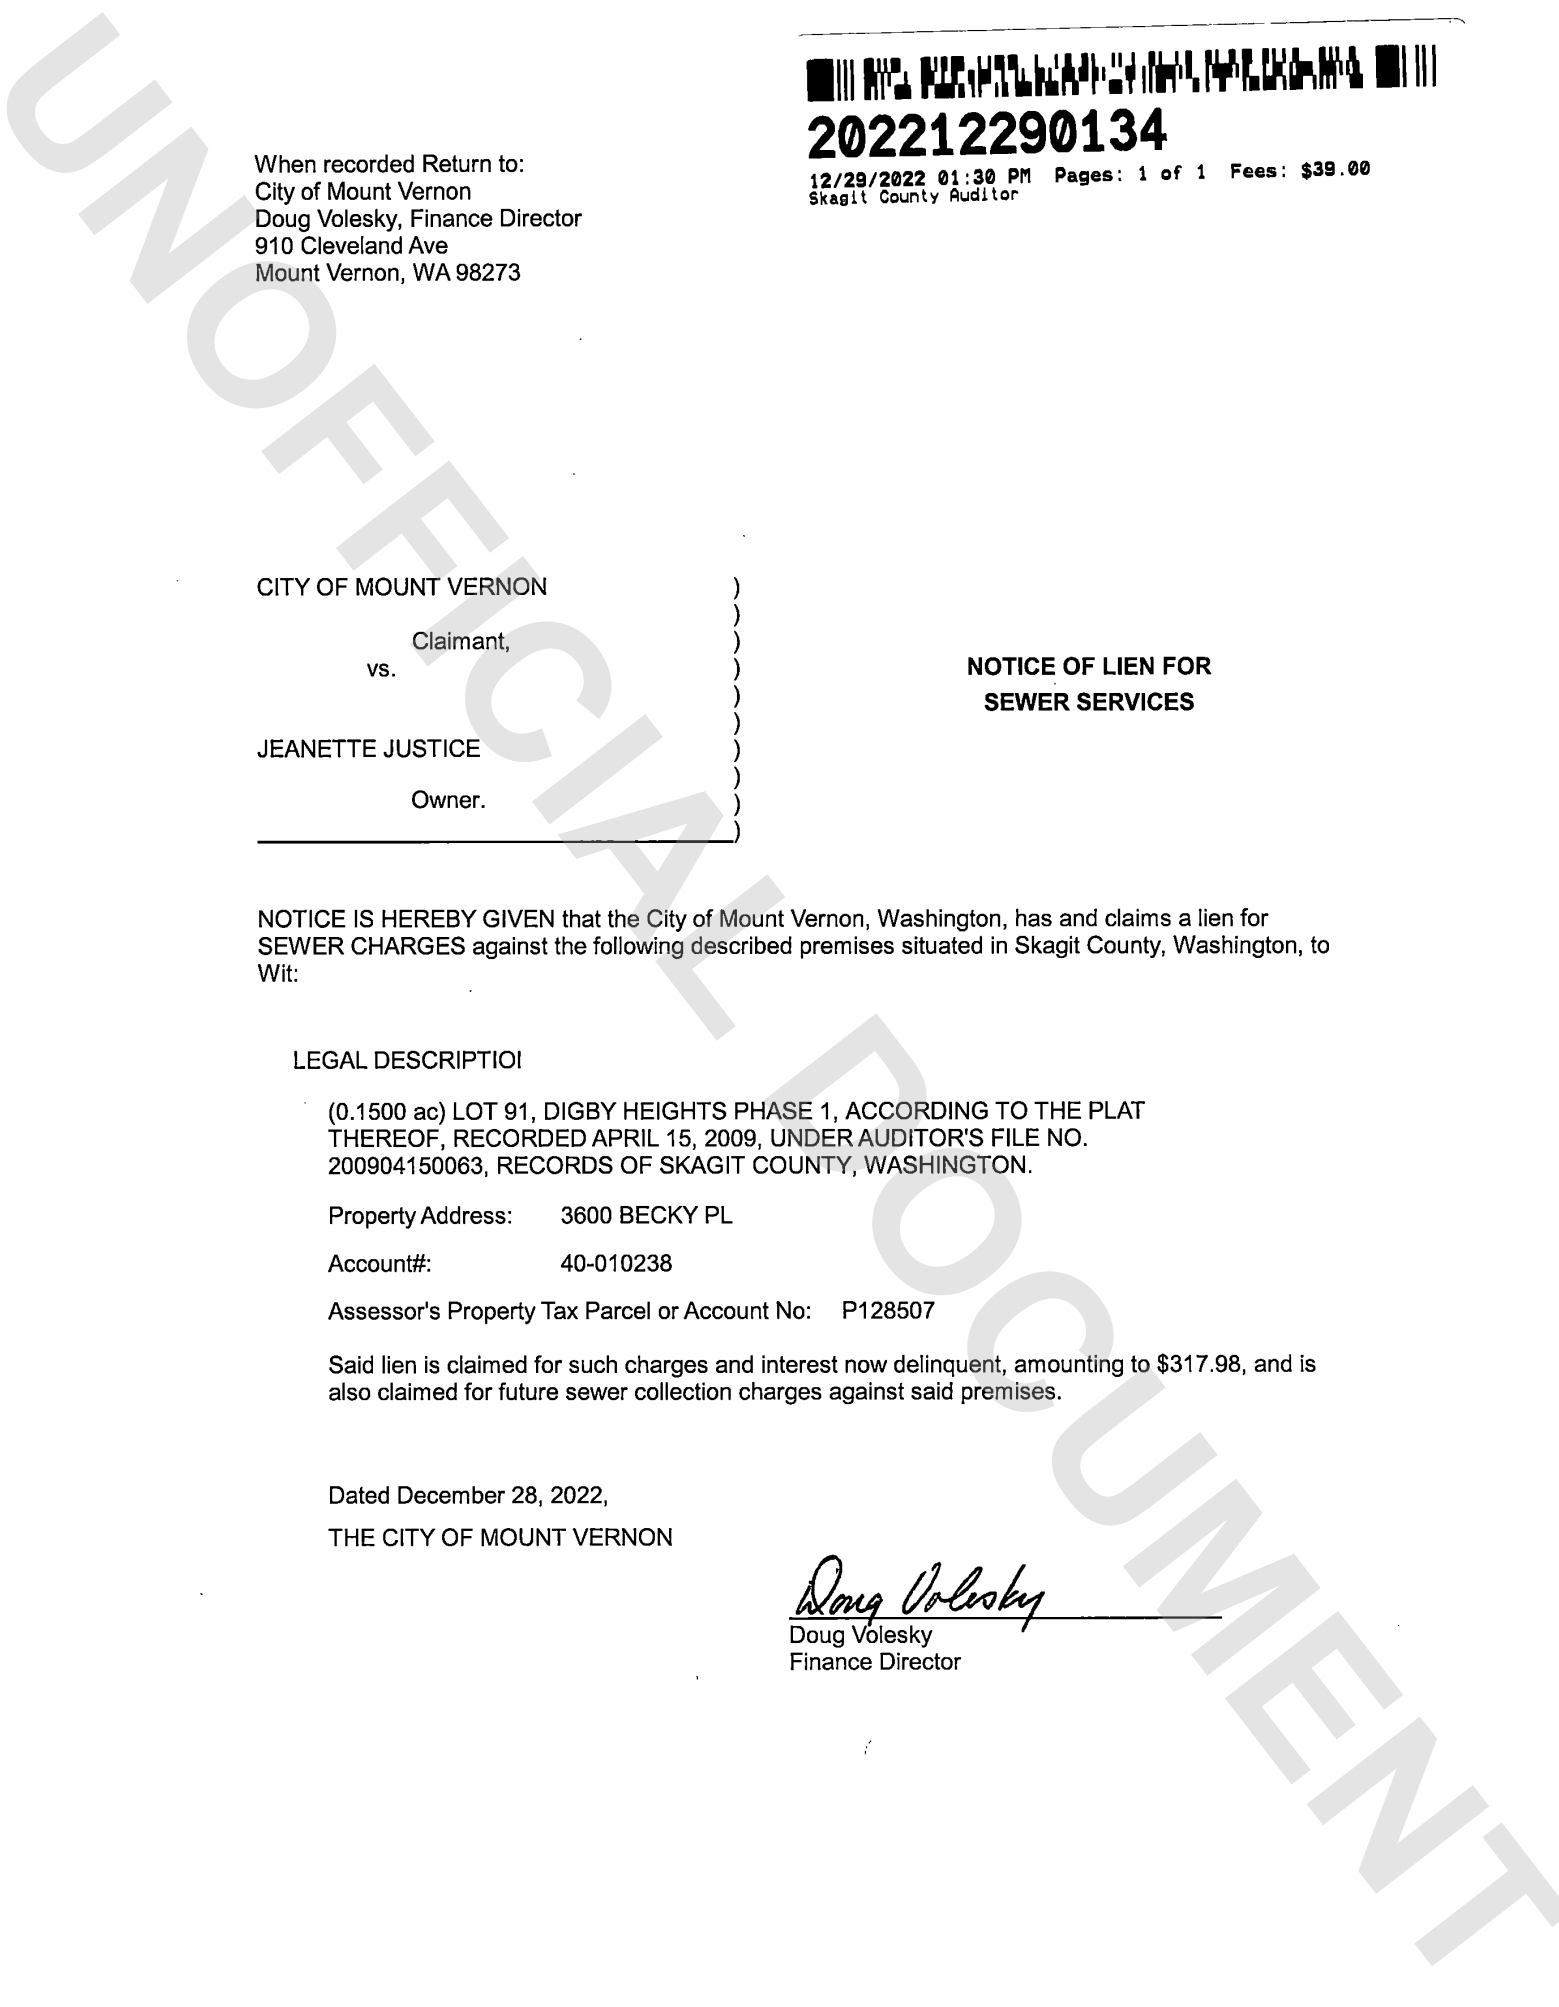 202212290134
12/29/2022 01:30 PM Pages: 1 of 1 Fees: $39.00
Skagit County Auditor
When recorded Return to:
City of Mount Vernon
Doug Volesky, Finance Director
910 Cleveland Ave
Mount Vernon, WA 98273
CITY OF MOUNT VERNON )
)
Claimant, )
vs. )
)
)
JEANETTE JUSTICE )
)
Owner. )
)
NOTICE OF LIEN FOR
SEWER SERVICES
NOTICE IS HEREBY GIVEN that the City of Mount Vernon, Washington, has and claims a lien for
SEWER CHARGES against the following described premises situated in Skagit County, Washington, to
Wit:
LEGAL DESCRIPTIOI
(0.1500 ac) LOT 91, DIGBY HEIGHTS PHASE 1, ACCORDING TO THE PLAT
THEREOF, RECORDED APRIL 15, 2009, UNDER AUDITOR'S FILE NO.
200904150063, RECORDS OF SKAGIT COUNTY, WASHINGTON.
Property Address: 3600 BECKY PL
Account#: 40-010238
Assessor's Property Tax Parcel or Account No: P128507
Said lien is claimed for such charges and interest now delinquent, amounting to $317.98, and is
also claimed for future sewer collection charges against said premises.
Dated December 28, 2022,
THE CITY OF MOUNT VERNON
Doug Volesky
Doug Volesky
Finance Director
UNOFFICIAL DOCUMENT